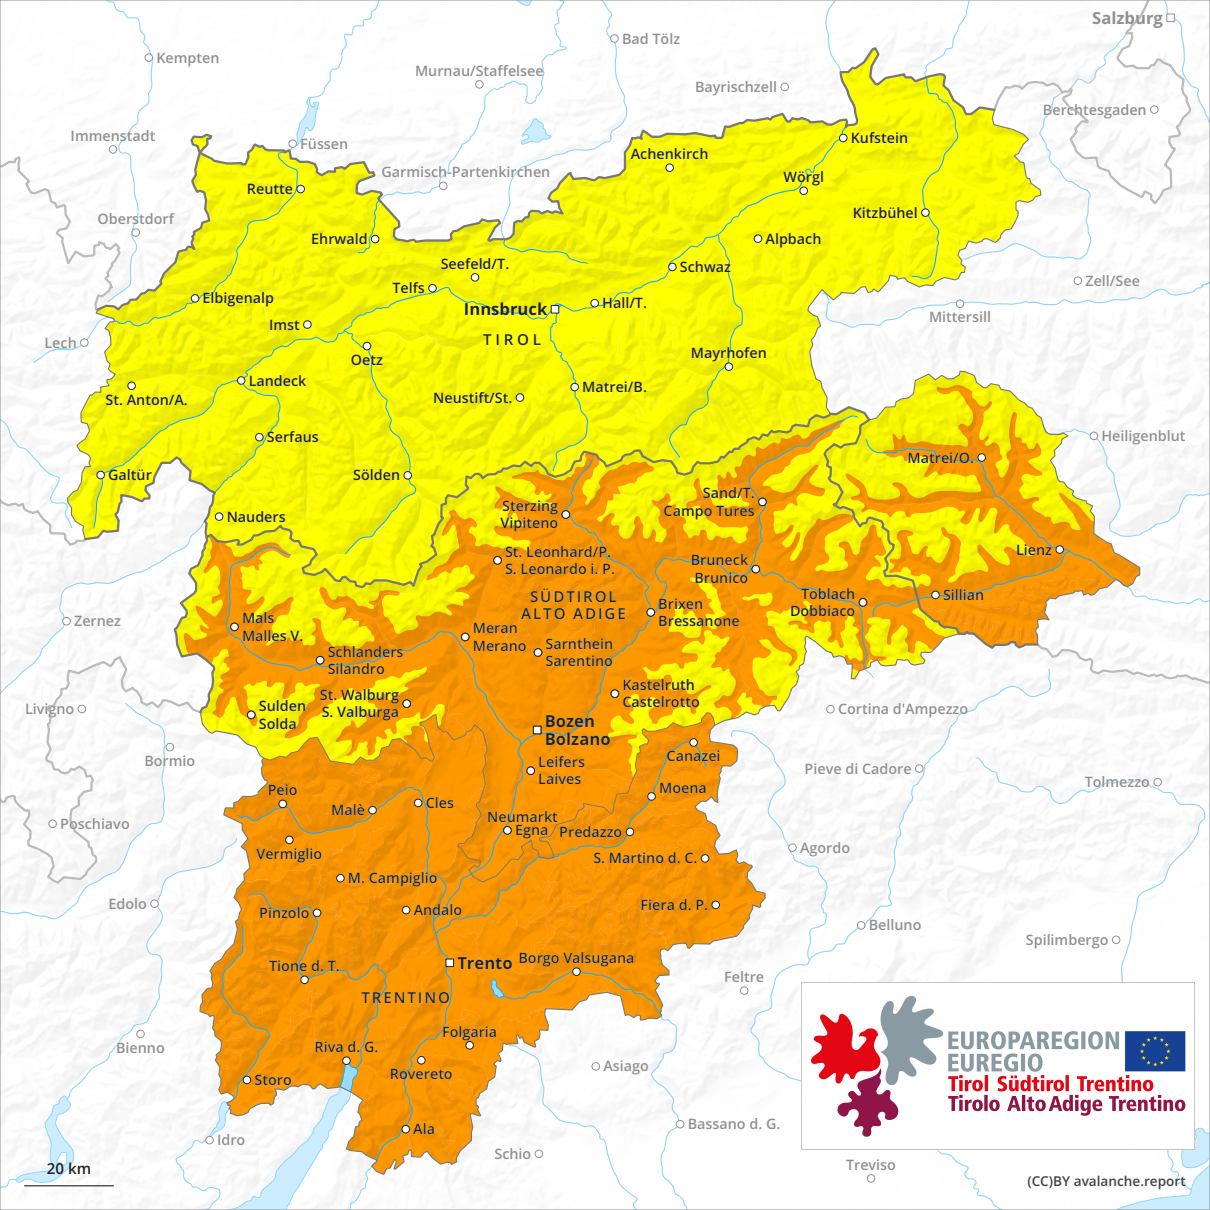 Salzburg
Bad Tölz
Kempten
Murnau/Staffelsee
Bayrischzell
Berchtesgaden
Immenstadt
Füssen
Kufstein
Achenkirch
Garmisch-Partenkirchen
Wörgl
Reutte
Oberstdorf
Kitzbühel
Ehrwald
Alpbach
Seefeld/T.
Schwaz
Zell/See
Telfs
Elbigenalp
Hall/T.
Innsbruck
Mittersill
Imst
TIROL
Lech
Oetz
Mayrhofen
Landeck
Matrei/B.
St. Anton/A.
Neustift/St.
Serfaus
Heiligenblut
Matrei/O.
Galtür
Sölden
Sand/T.
Campo Tures
Sterzing
Vipiteno
Nauders
St. Leonhard/P.
S. Leonardo i. P.
Lienz
Bruneck
Brunico
SÜDTIROL
ALTO ADIGE
Toblach
Dobbiaco
Sillian
Brixen
Bressanone
Zernez
Mals
Malles V.
Meran
Merano
Sarnthein
Sarentino
Schlanders
Silandro
Kastelruth
Castelrotto
St. Walburg
S. Valburga
Sulden
Solda
Livigno
Cortina d'Ampezzo
Bozen
Bolzano
Bormio
Canazei
Leifers
Laives
Pieve di Cadore
Tolmezzo
Peio
Moena
Malè
Cles
Poschiavo
Neumarkt
Egna
Predazzo
Vermiglio
S. Martino d. C.
Agordo
M. Campiglio
Edolo
Pinzolo
Andalo
Fiera d. P.
Belluno
Spilimbergo
Tione d. T.
Trento
Borgo Valsugana
Feltre
TRENTINO
Bienno
Folgaria
Riva d. G.
EUROPAREGION
EUREGIO
Tirol Südtirol Trentino
Tirolo Alto Adige Trentino
Asiago
Rovereto
Storo
Ala
Bassano d. G.
Idro
Schio
Treviso
20 km
(CC)BY avalanche.report